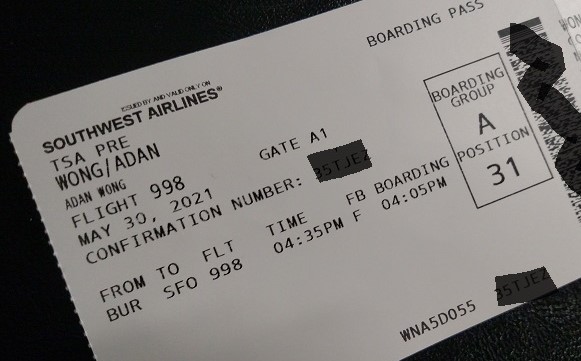 BOARDING PASS
ISSUED BY AND VALID ONLY ON
SOUTHWEST AIRLINES®
TSA PRE
WONG/ADAN
ADAN WONG
FLIGHT 998
GATE A1
MAY 30, 2021
CONFIRMATION NUMBER:
FROM TO FLT TIME FB BOARDING
BUR SFO 998 04:35PM F 04:05PM
BOARDING
GROUP
A
POSITION
31
WNA5D055